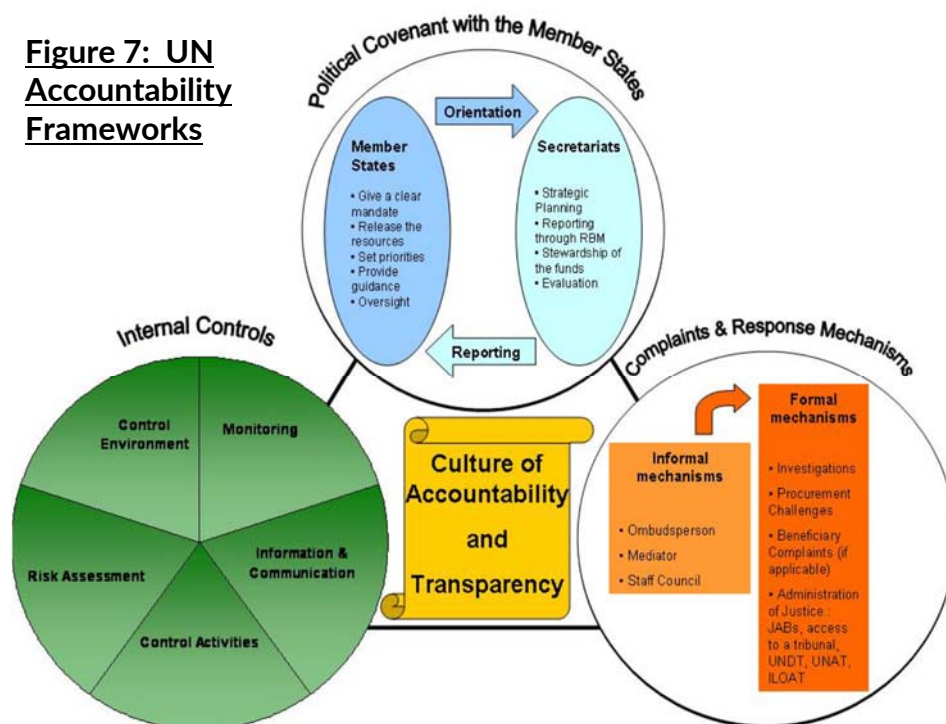 Figure 7: UN
Accountability
Frameworks
Political Covenant with the Member States
Orientation
Member
States
• Give a clear
mandate
• Release the
resources
• Set priorities
• Provide
guidance
• Oversight
Secretariats
• Strategic
Planning
• Reporting
through RBM
• Stewardship of
the funds
• Evaluation
Reporting
Internal Controls
Control
Environment
Monitoring
Risk Assessment
Information &
Communication
Control Activities
Culture of
Accountability
and
Transparency
Complaints & Response Mechanisms
Informal
mechanisms
• Ombudsperson
• Mediator
• Staff Council
Formal
mechanisms
• Investigations
• Procurement
Challenges
• Beneficiary
Complaints (if
applicable)
• Administration
of Justice :
JABs, access
to a tribunal,
UNDT, UNAT,
ILOAT